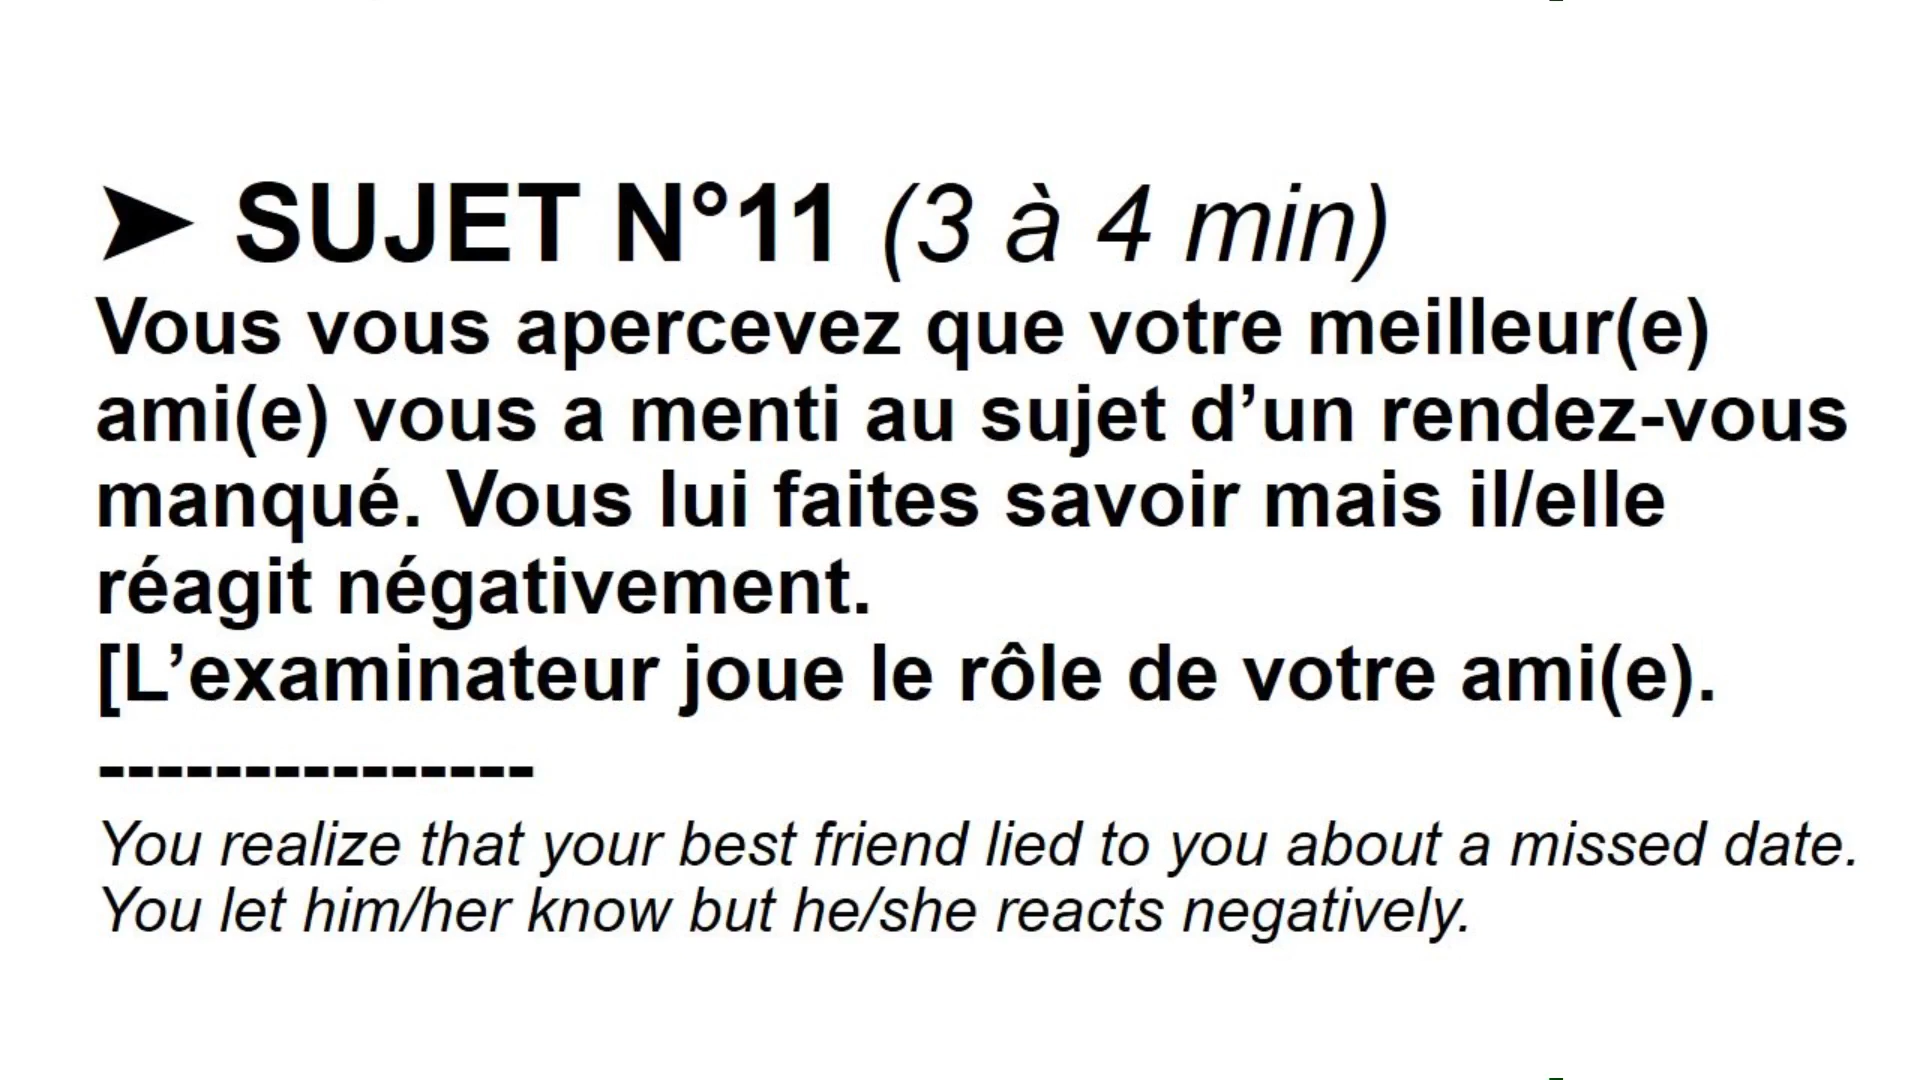 ➤ SUJET N°11 (3 à 4 min)
Vous vous apercevez que votre meilleur(e)
ami(e) vous a menti au sujet d’un rendez-vous
manqué. Vous lui faites savoir mais il/elle
réagit négativement.
[L’examinateur joue le rôle de votre ami(e).
---------------
You realize that your best friend lied to you about a missed date.
You let him/her know but he/she reacts negatively.